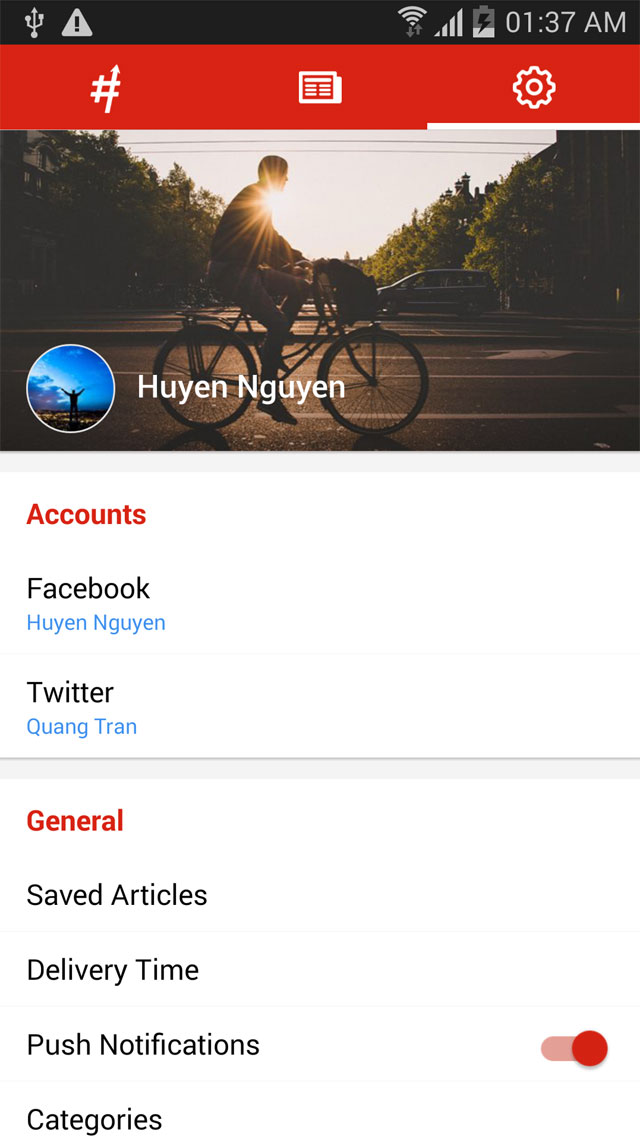 01:37 AM
Huyen Nguyen
Accounts
Facebook
Huyen Nguyen
Twitter
Quang Tran
General
Saved Articles
Delivery Time
Push Notifications
Categories